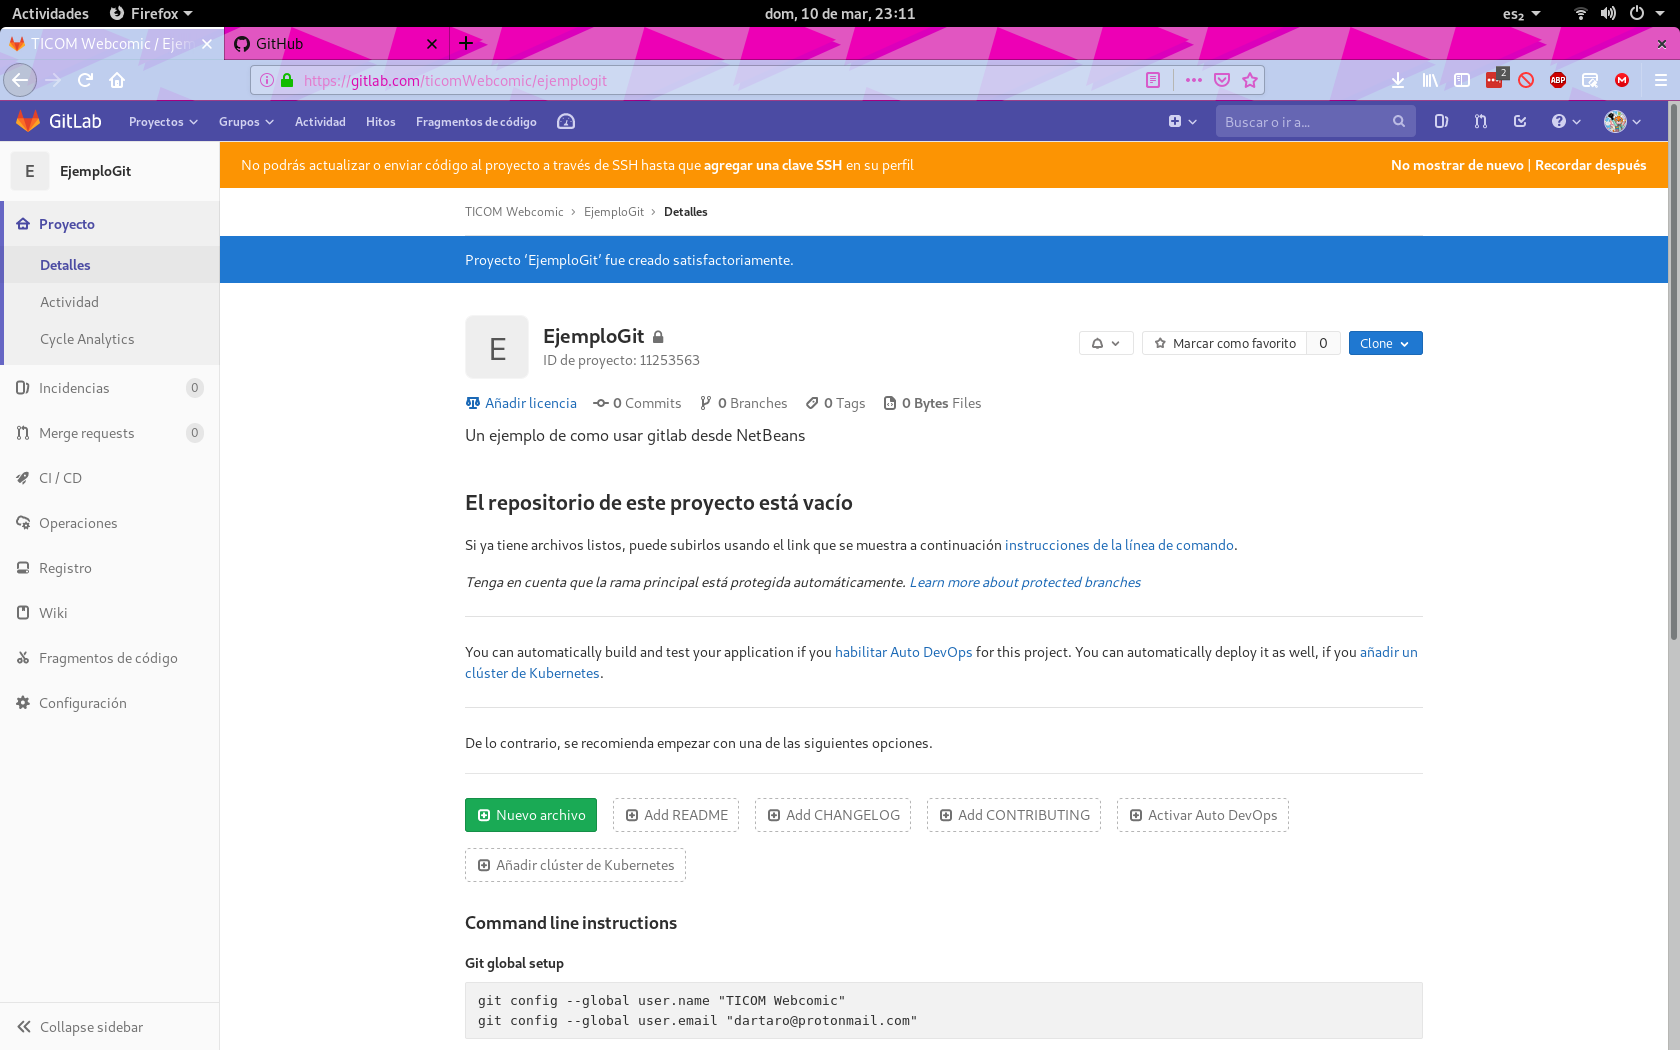 Actividades Firefox dom, 10 de mar, 23:11 es₂
TICOM Webcomic / Ejem GitHub
https://gitlab.com/ticomWebcomic/ejemplogit 2 ABP
GitLab Proyectos Grupos Actividad Hitos Fragmentos de código Buscar o ir a...
E EjemploGit
No podrás actualizar o enviar código al proyecto a través de SSH hasta que agregar una clave SSH en su perfil No mostrar de nuevo | Recordar después
Proyecto
Detalles
Actividad
Cycle Analytics
Incidencias 0
Merge requests 0
CI / CD
Operaciones
Registro
Wiki
Fragmentos de código
Configuración
Collapse sidebar
TICOM Webcomic › EjemploGit › Detalles
Proyecto ‘EjemploGit’ fue creado satisfactoriamente.
E EjemploGit
ID de proyecto: 11253563
Marcar como favorito 0 Clone
Añadir licencia 0 Commits 0 Branches 0 Tags 0 Bytes Files
Un ejemplo de como usar gitlab desde NetBeans
El repositorio de este proyecto está vacío
Si ya tiene archivos listos, puede subirlos usando el link que se muestra a continuación instrucciones de la línea de comando.
Tenga en cuenta que la rama principal está protegida automáticamente. Learn more about protected branches
You can automatically build and test your application if you habilitar Auto DevOps for this project. You can automatically deploy it as well, if you añadir un
clúster de Kubernetes.
De lo contrario, se recomienda empezar con una de las siguientes opciones.
Nuevo archivo Add README Add CHANGELOG Add CONTRIBUTING Activar Auto DevOps
Añadir clúster de Kubernetes
Command line instructions
Git global setup
git config --global user.name "TICOM Webcomic"
git config --global user.email "dartaro@protonmail.com"